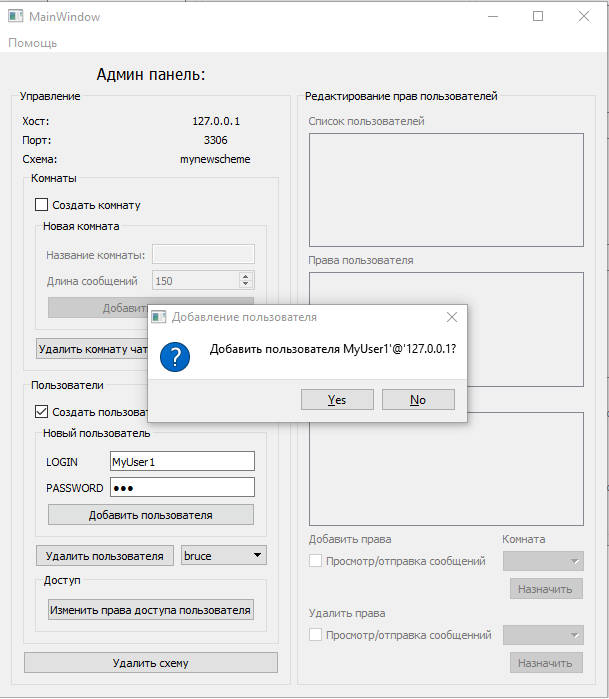 MainWindow
Помощь
Админ панель:
Управление
Хост: 127.0.0.1
Порт: 3306
Схема: mynewscheme
Комнаты
Создать комнату
Новая комната
Название комнаты:
Длина сообщений 150
Добавит
Удалить комнату чат
Пользователи
Создать пользоват
Новый пользователь
LOGIN MyUser1
PASSWORD ●●●
Добавить пользователя
Удалить пользователя bruce
Доступ
Изменить права доступа пользователя
Удалить схему
Добавление пользователя
Добавить пользователя MyUser1'@'127.0.0.1?
Yes No
Редактирование прав пользователей
Список пользователей
Права пользователя
Добавить права Комната
Просмотр/отправка сообщений
Назначить
Удалить права
Просмотр/отправка сообщенний
Назначить